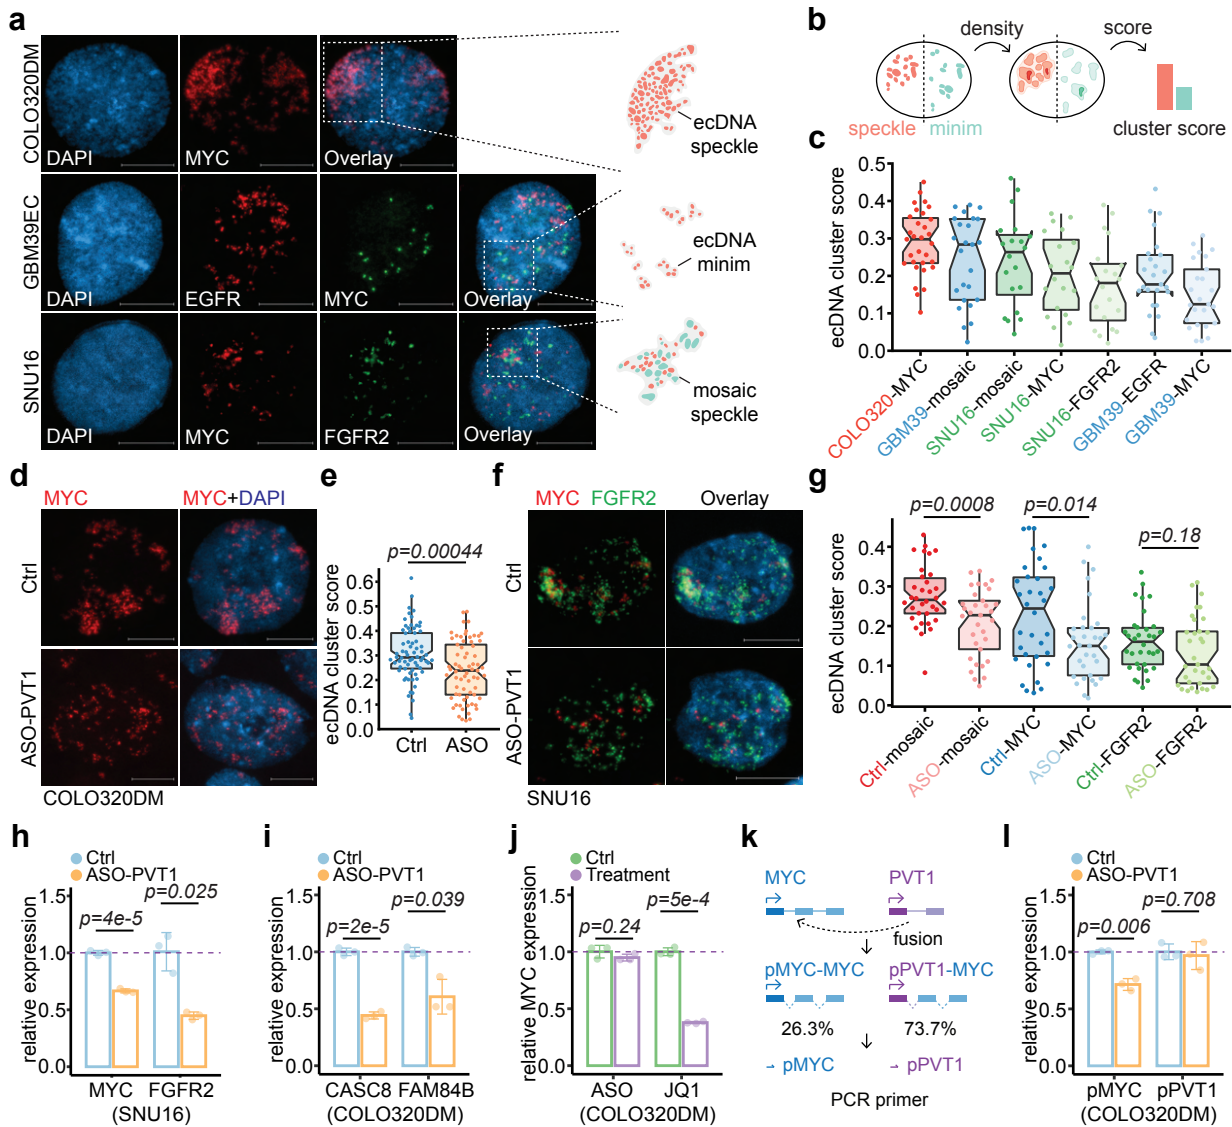 a
COLO320DM
DAPI
MYC
Overlay
ecDNA
speckle
GBM39EC
DAPI
EGFR
MYC
Overlay
ecDNA
minim
SNU16
DAPI
MYC
FGFR2
Overlay
mosaic
speckle
b
density
score
speckle
minim
cluster score
c
ecDNA cluster score
0.5
0.4
0.3
0.2
0.1
0.0
COLO320-MYC
GBM39-mosaic
SNU16-mosaic
SNU16-MYC
SNU16-FGFR2
GBM39-EGFR
GBM39-MYC
d
MYC
MYC+DAPI
Ctrl
ASO-PVT1
COLO320DM
e
p=0.00044
ecDNA cluster score
0.6
0.5
0.4
0.3
0.2
0.1
0.0
Ctrl
ASO
f
MYC FGFR2
Overlay
Ctrl
ASO-PVT1
SNU16
g
p=0.0008
p=0.014
p=0.18
ecDNA cluster score
0.4
0.3
0.2
0.1
0.0
Ctrl-mosaic
ASO-mosaic
Ctrl-MYC
ASO-MYC
Ctrl-FGFR2
ASO-FGFR2
h
Ctrl
ASO-PVT1
p=4e-5
p=0.025
relative expression
1.5
1.0
0.5
0.0
MYC
FGFR2
(SNU16)
i
Ctrl
ASO-PVT1
p=2e-5
p=0.039
relative expression
1.5
1.0
0.5
0.0
CASC8
FAM84B
(COLO320DM)
j
Ctrl
Treatment
p=0.24
p=5e-4
relative MYC expression
1.5
1.0
0.5
0.0
ASO
JQ1
(COLO320DM)
k
MYC
PVT1
fusion
pMYC-MYC
pPVT1-MYC
26.3%
73.7%
pMYC
pPVT1
PCR primer
l
Ctrl
ASO-PVT1
p=0.006
p=0.708
relative expression
1.5
1.0
0.5
0.0
pMYC
pPVT1
(COLO320DM)